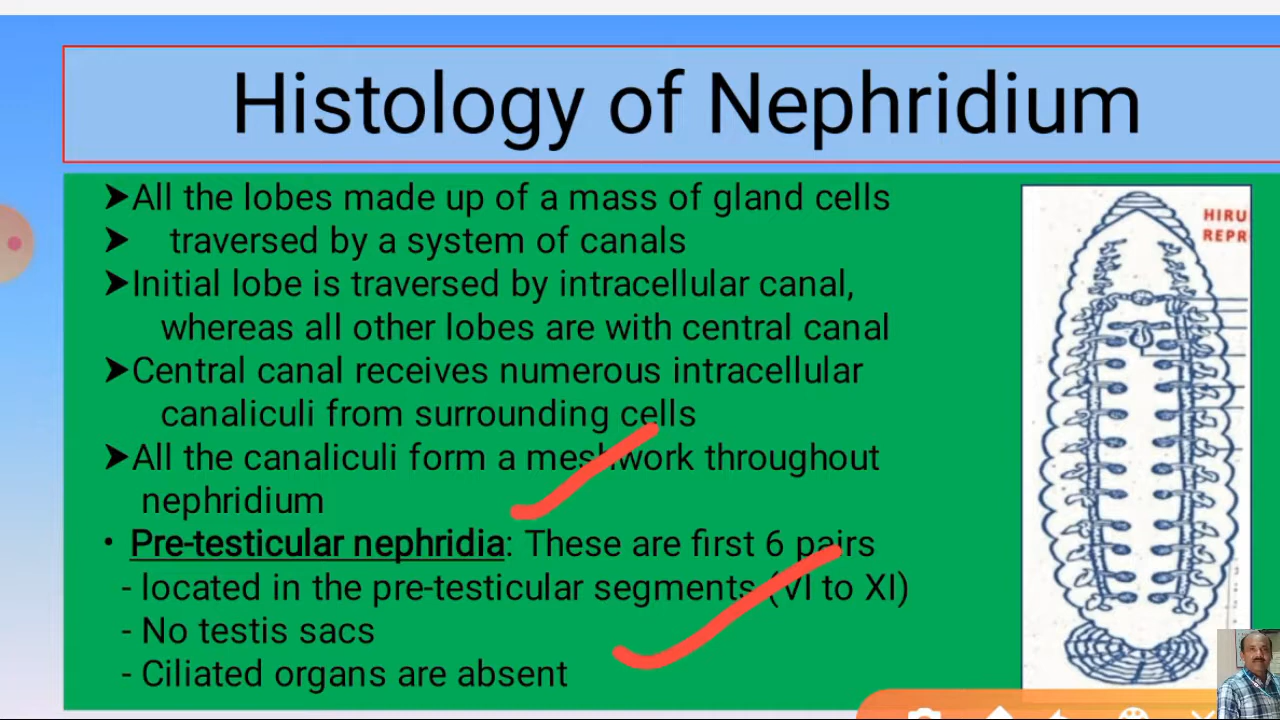 Histology of Nephridium
➤All the lobes made up of a mass of gland cells
➤ traversed by a system of canals
➤Initial lobe is traversed by intracellular canal,
whereas all other lobes are with central canal
➤Central canal receives numerous intracellular
canaliculi from surrounding cells
➤All the canaliculi form a meshwork throughout
nephridium
• Pre-testicular nephridia: These are first 6 pairs
- located in the pre-testicular segments (VI to XI)
- No testis sacs
- Ciliated organs are absent
HIRU
REPR